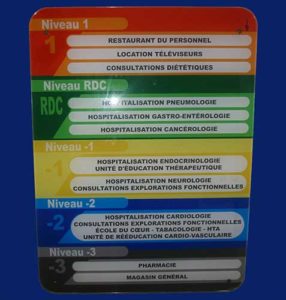 Niveau 1
1
RESTAURANT DU PERSONNEL
LOCATION TÉLÉVISEURS
CONSULTATIONS DIÉTÉTIQUES
Niveau RDC
RDC
HOSPITALISATION PNEUMOLOGIE
HOSPITALISATION GASTRO-ENTÉROLOGIE
HOSPITALISATION CANCÉROLOGIE
Niveau -1
-1
HOSPITALISATION ENDOCRINOLOGIE
UNITÉ D'ÉDUCATION THÉRAPEUTIQUE
HOSPITALISATION NEUROLOGIE
CONSULTATIONS EXPLORATIONS FONCTIONNELLES
Niveau -2
-2
HOSPITALISATION CARDIOLOGIE
CONSULTATIONS EXPLORATIONS FONCTIONNELLES
ÉCOLE DU CŒUR - TABACOLOGIE - HTA
UNITÉ DE RÉÉDUCATION CARDIO-VASCULAIRE
Niveau -3
-3
PHARMACIE
MAGASIN GÉNÉRAL